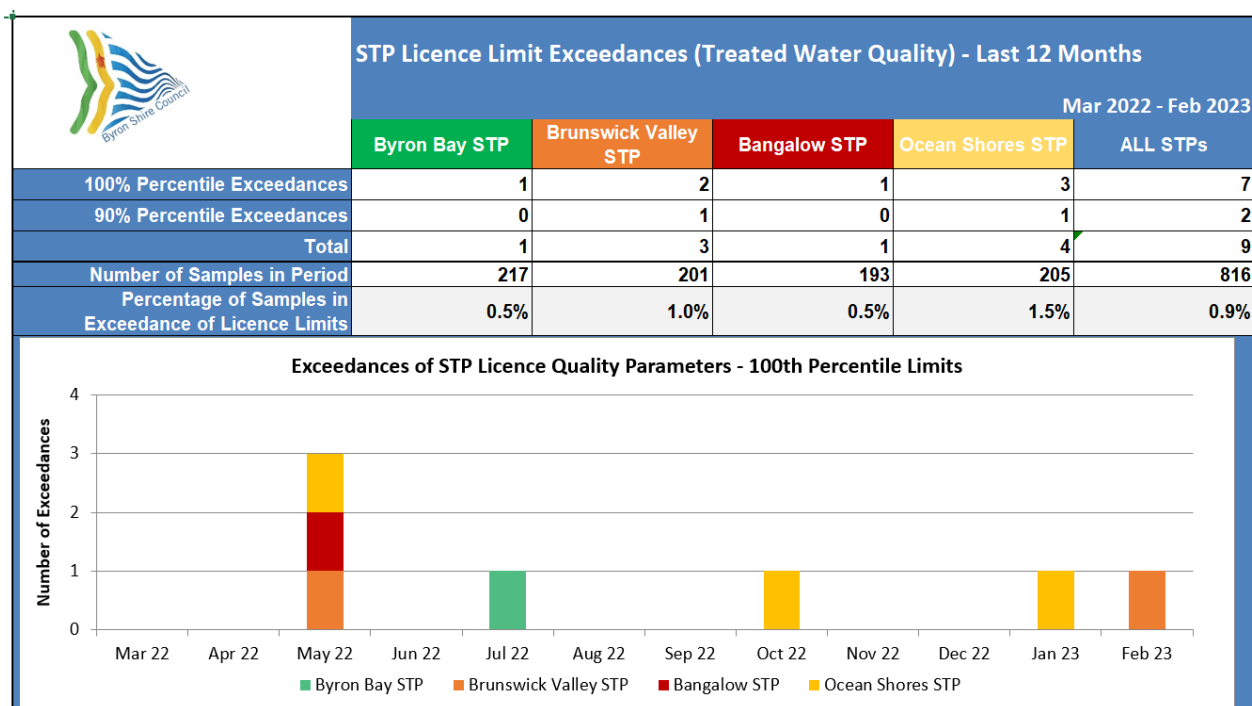 Byron Shire Council
STP Licence Limit Exceedances (Treated Water Quality) - Last 12 Months
Mar 2022 - Feb 2023
Byron Bay STP Brunswick Valley STP Bangalow STP Ocean Shores STP ALL STPs
100% Percentile Exceedances 1 2 1 3 7
90% Percentile Exceedances 0 1 0 1 2
Total 1 3 1 4 9
Number of Samples in Period 217 201 193 205 816
Percentage of Samples in
Exceedance of Licence Limits 0.5% 1.0% 0.5% 1.5% 0.9%
Exceedances of STP Licence Quality Parameters - 100th Percentile Limits
Number of Exceedances
4
3
2
1
0
Mar 22 Apr 22 May 22 Jun 22 Jul 22 Aug 22 Sep 22 Oct 22 Nov 22 Dec 22 Jan 23 Feb 23
Byron Bay STP Brunswick Valley STP Bangalow STP Ocean Shores STP